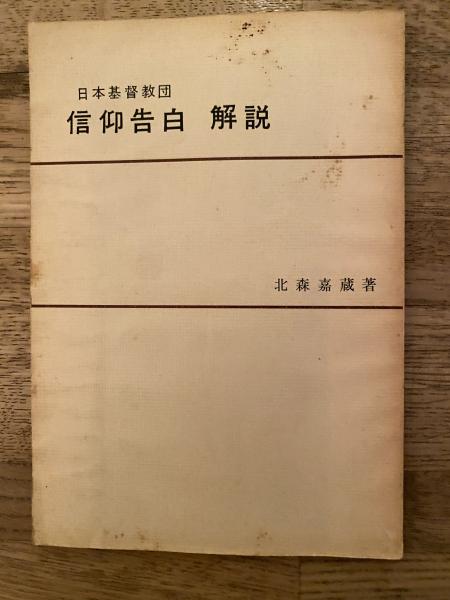 日本基督教団
信仰告白 解説
北森嘉蔵著